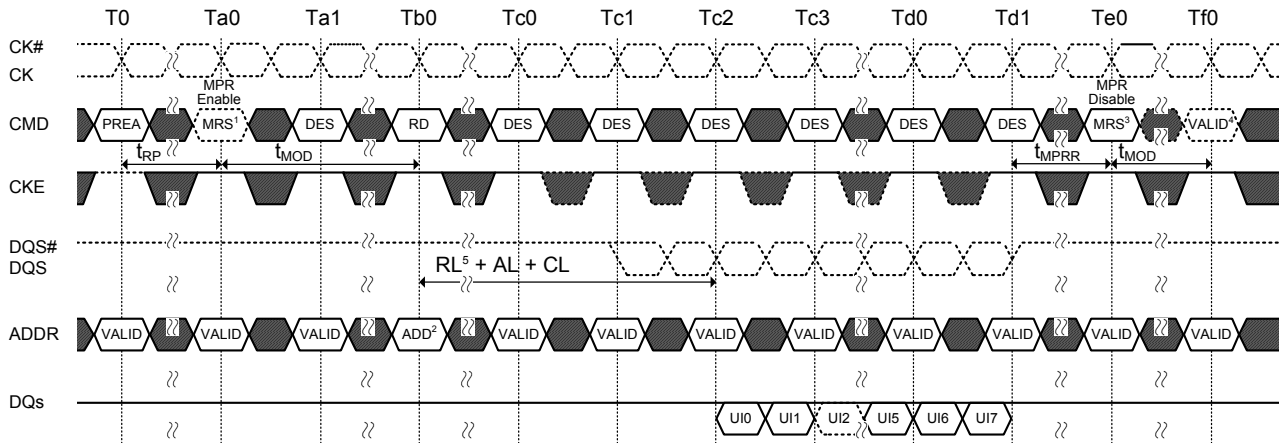 T0 Ta0 Ta1 Tb0 Tc0 Tc1 Tc2 Tc3 Td0 Td1 Te0 Tf0
CK#
CK
MPR Enable MPR Disable
CMD PREA MRS¹ DES RD DES DES DES DES DES DES MRS³ VALID⁴
tRP tMOD tMPRR tMOD
CKE
DQS#
DQS
RL⁵ + AL + CL
ADDR VALID VALID VALID ADD² VALID VALID VALID VALID VALID VALID VALID VALID
DQs UI0 UI1 UI2 UI5 UI6 UI7